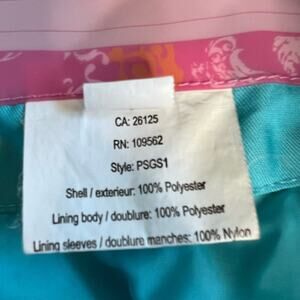 CA: 26125
RN: 109562
Style: PSGS1
Shell / exterieur: 100% Polyester
Lining body / doublure: 100% Polyester
Lining sleeves / doublure manches: 100% Nylon